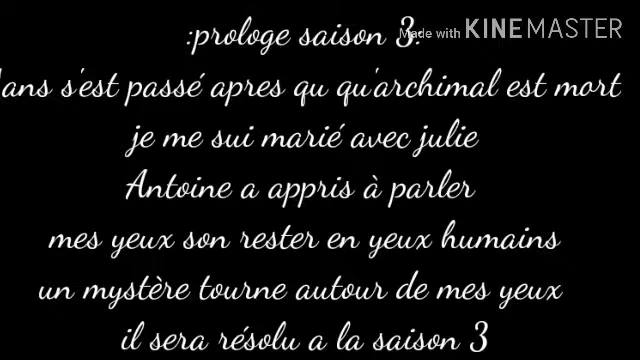 :prologe saison 3:
Made with KINEMASTER
ans s'est passé apres qu qu'archimal est mort
je me sui marié avec julie
Antoine a appris à parler
mes yeux son rester en yeux humains
un mystère tourne autour de mes yeux
il sera résolu a la saison 3